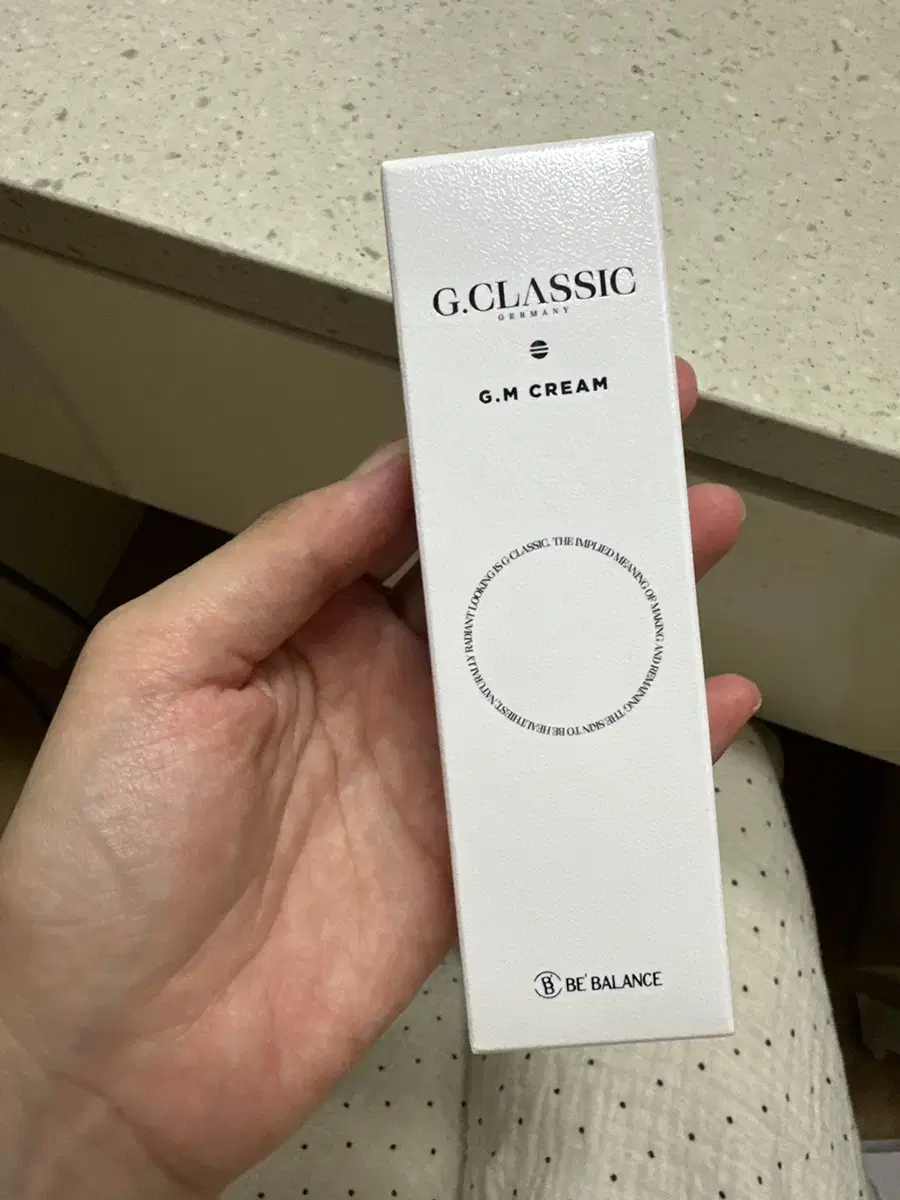 G.CLASSIC
GERMANY
G.M CREAM
NATURALLY RADIANT LOOKING IS G·CLASSIC. THE IMPLIED MEANING OF MAKING AND REMAINING THE SKIN TO BE HEALTHIEST.
B BE' BALANCE